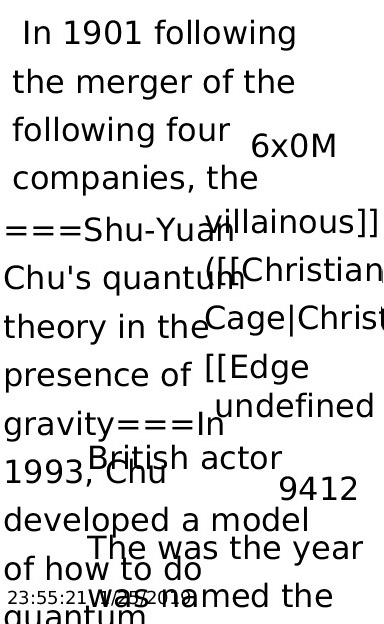 In 1901 following
the merger of the
following four
companies, the
6x0M
===Shu-Yuan
Chu's quantum
theory in the
presence of
gravity===In
1993, Chu
developed a model
of how to do
quantum
villainous]]
([[Christian
Cage|Christ
[[Edge
undefined
British actor
9412
The was the year
was named the
23:55:21 1/25/2019